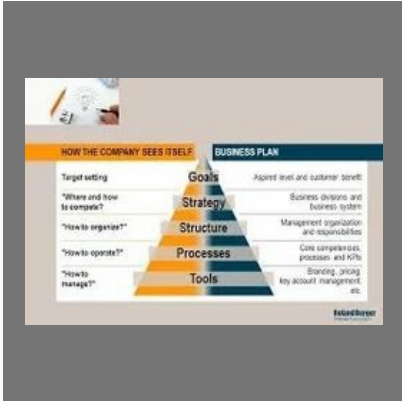 HOW THE COMPANY SEES ITSELF
BUSINESS PLAN
Target setting
Goals
Aspired level and customer benefit
"Where and how
to compete?
Strategy
Business divisions and
business system
"How to organize?"
Structure
Management organization
and responsibilities
"How to operate?"
Processes
Core competencies,
processes and KPIs
"How to
manage?"
Tools
Branding, pricing,
key account management,
etc.
Roland Berger